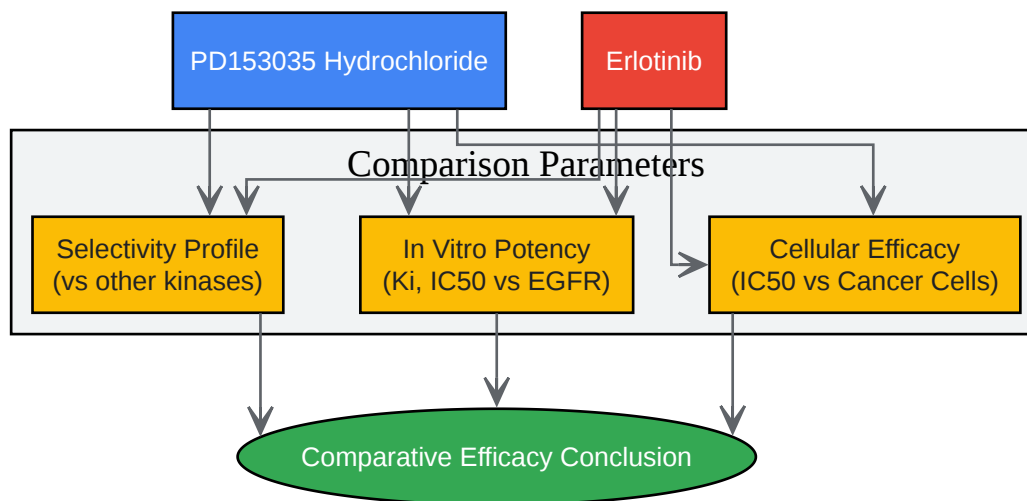 PD153035 Hydrochloride
Erlotinib
Comparison Parameters
Selectivity Profile
(vs other kinases)
In Vitro Potency
(Ki, IC50 vs EGFR)
Cellular Efficacy
(IC50 vs Cancer Cells)
Comparative Efficacy Conclusion